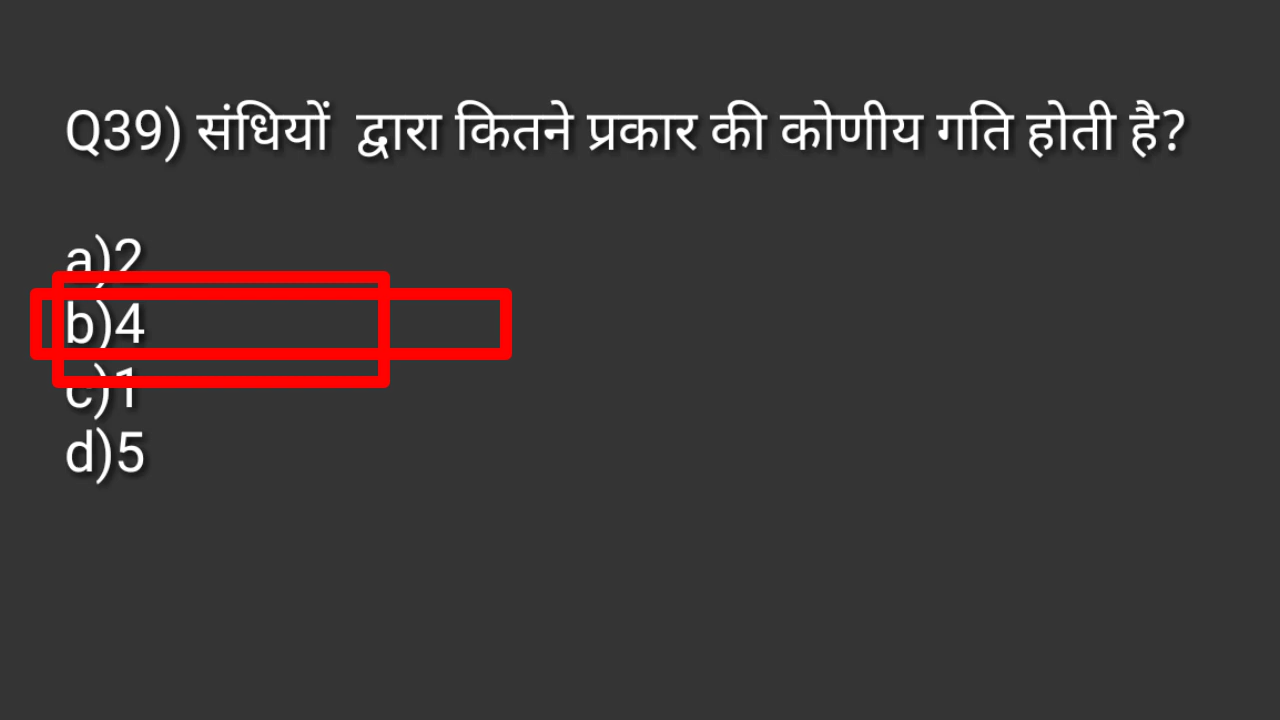 Q39) संधियों  द्वारा कितने प्रकार की कोणीय गति होती है?
a)2
b)4
c)1
d)5